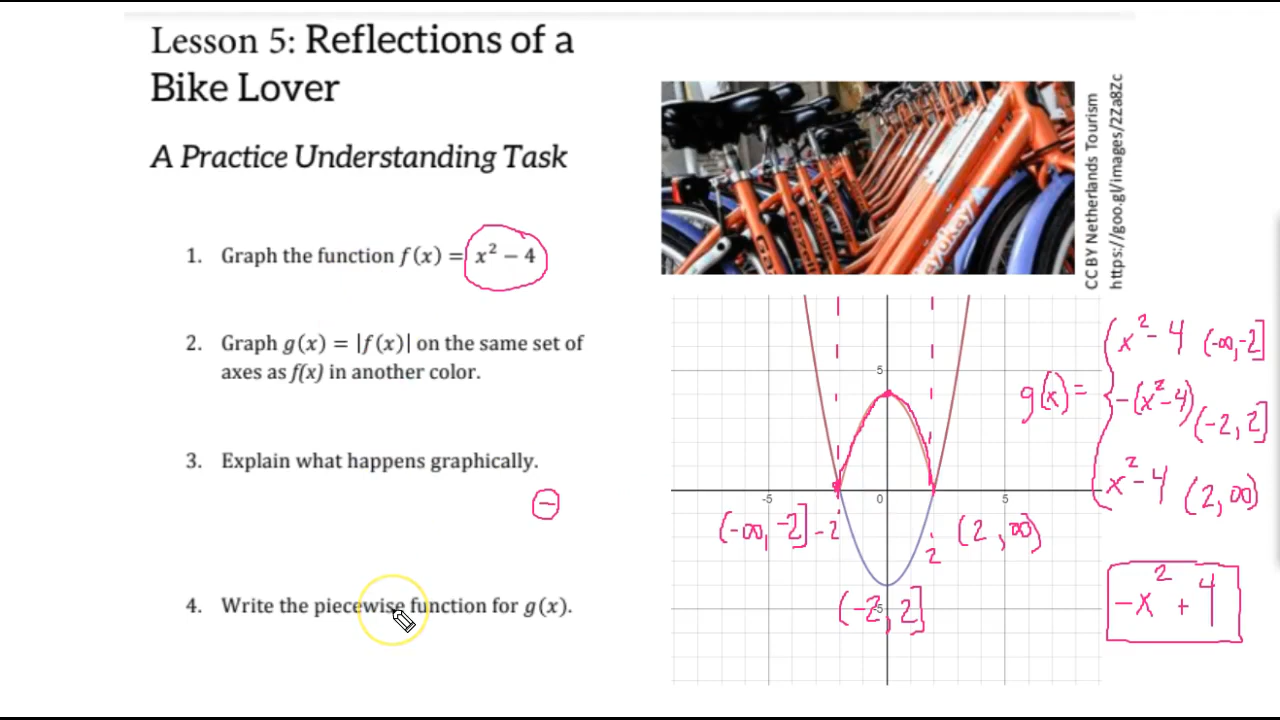 Lesson 5: Reflections of a
Bike Lover
A Practice Understanding Task
1. Graph the function f(x) = x² − 4
2. Graph g(x) = |f(x)| on the same set of
axes as f(x) in another color.
3. Explain what happens graphically.
−
4. Write the piecewise function for g(x).
CC BY Netherlands Tourism
https://goo.gl/images/2Za8Zc
5
-5
0
5
-5
(-∞, -2]
-2
2
(2, ∞)
(-2, 2]
g(x) =
x² - 4 (-∞, -2]
-(x² - 4) (-2, 2]
x² - 4 (2, ∞)
-x² + 4